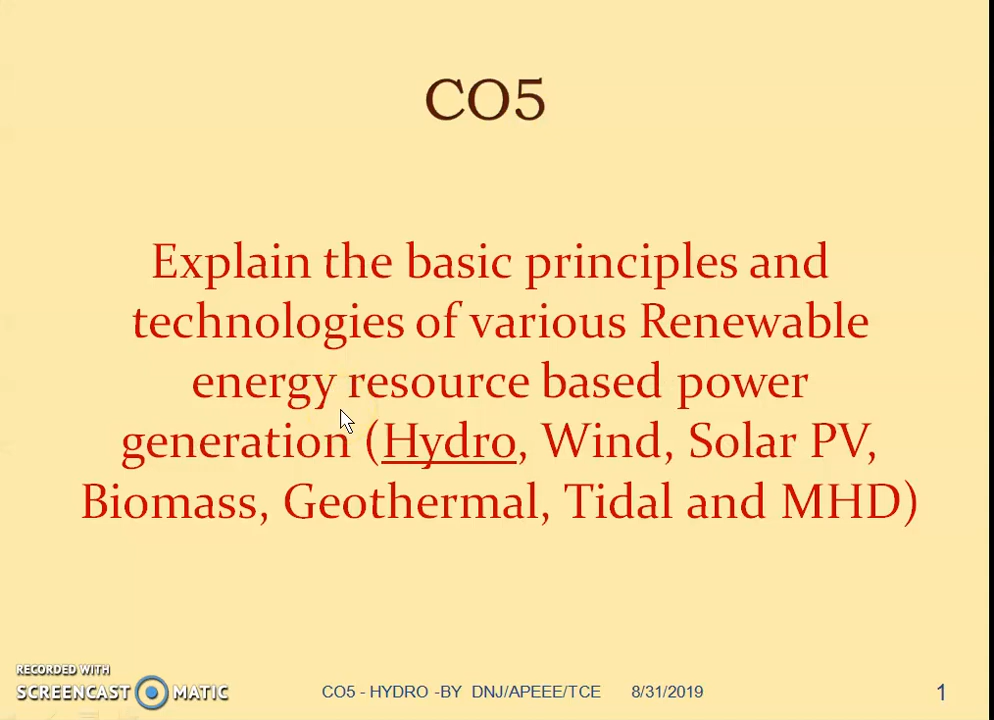 CO5
Explain the basic principles and
technologies of various Renewable
energy resource based power
generation (Hydro, Wind, Solar PV,
Biomass, Geothermal, Tidal and MHD)
RECORDED WITH
SCREENCAST MATIC
CO5 - HYDRO -BY DNJ/APEEE/TCE 8/31/2019 1